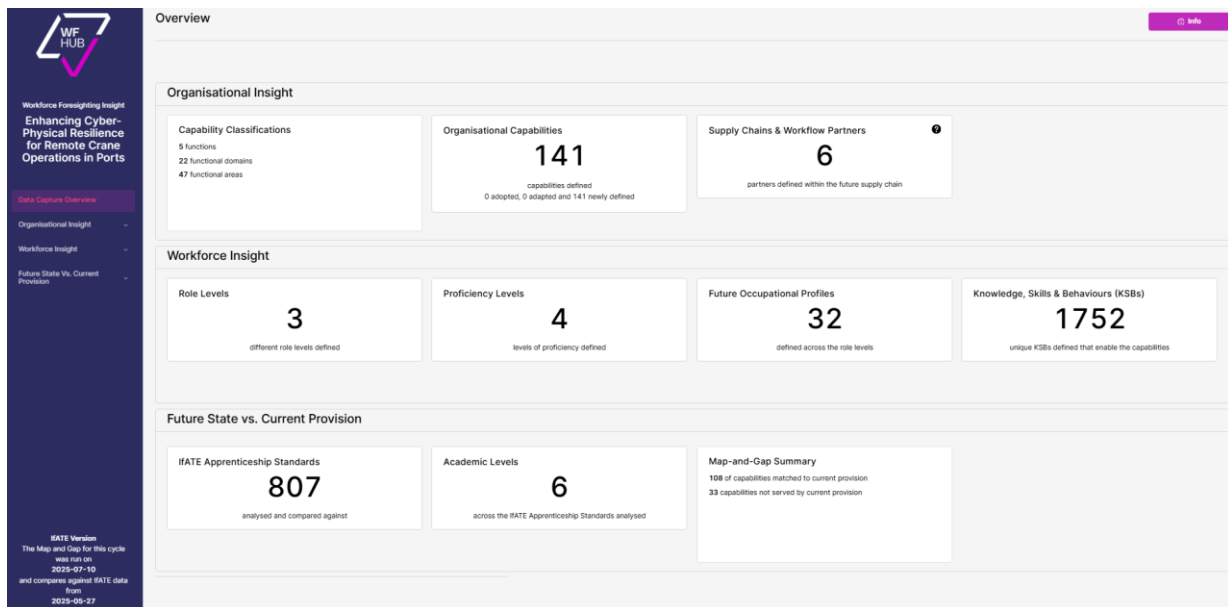 WF
HUB
Workforce Foresighting Insight
Enhancing Cyber-
Physical Resilience
for Remote Crane
Operations in Ports
Data Capture Overview
Organisational Insight
Workforce Insight
Future State Vs. Current
Provision
IfATE Version
The Map and Gap for this cycle
was run on
2025-07-10
and compares against IfATE data
from
2025-05-27
Overview
Info
Organisational Insight
Capability Classifications
5 functions
22 functional domains
47 functional areas
Organisational Capabilities
141
capabilities defined
0 adopted, 0 adapted and 141 newly defined
Supply Chains & Workflow Partners
?
6
partners defined within the future supply chain
Workforce Insight
Role Levels
3
different role levels defined
Proficiency Levels
4
levels of proficiency defined
Future Occupational Profiles
32
defined across the role levels
Knowledge, Skills & Behaviours (KSBs)
1752
unique KSBs defined that enable the capabilities
Future State vs. Current Provision
IfATE Apprenticeship Standards
807
analysed and compared against
Academic Levels
6
across the IfATE Apprenticeship Standards analysed
Map-and-Gap Summary
108 of capabilities matched to current provision
33 capabilities not served by current provision